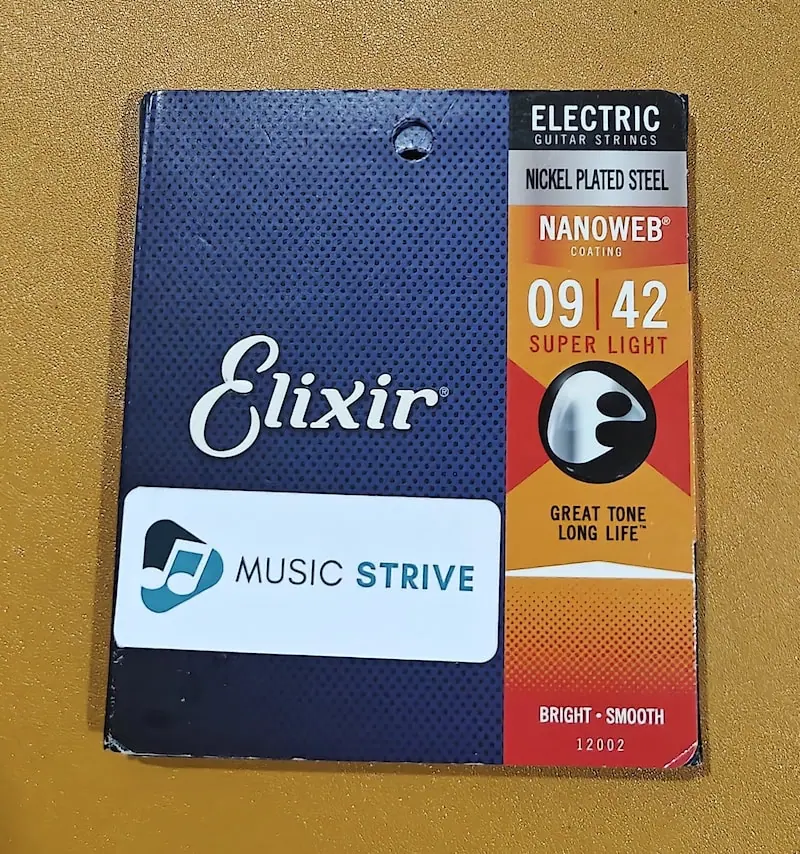 Elixir®
MUSIC STRIVE
ELECTRIC
GUITAR STRINGS
NICKEL PLATED STEEL
NANOWEB®
COATING
09|42
SUPER LIGHT
GREAT TONE
LONG LIFE™
BRIGHT • SMOOTH
12002